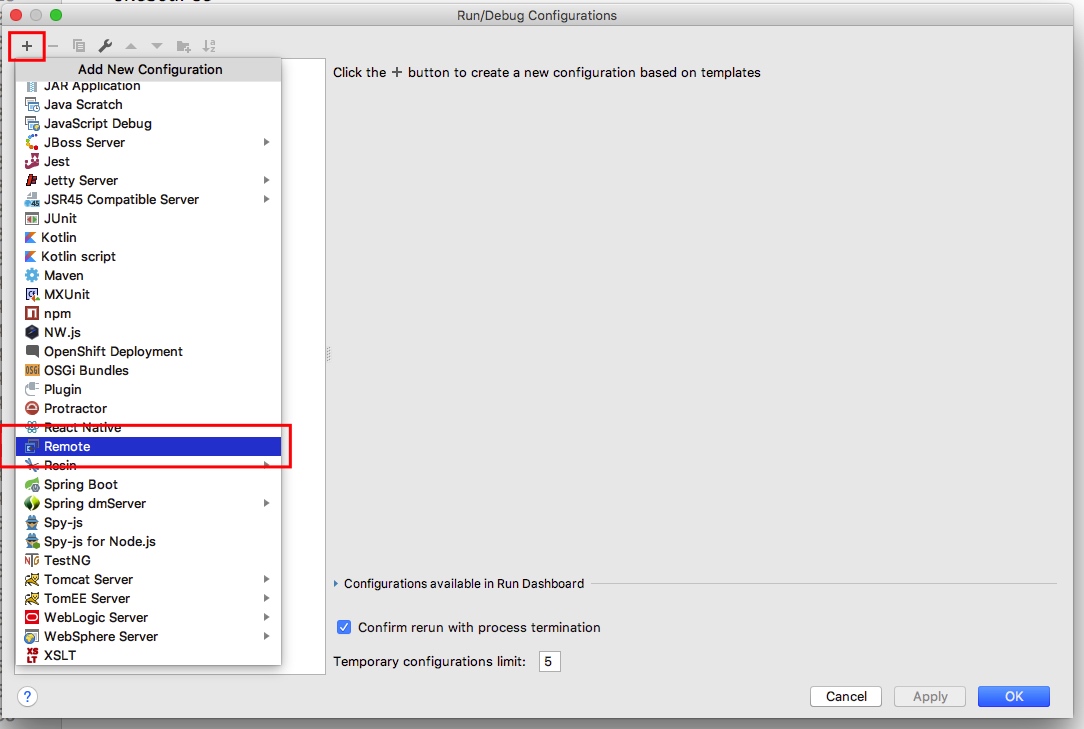 Run/Debug Configurations
Add New Configuration
JAR Application
Java Scratch
JavaScript Debug
JBoss Server
Jest
Jetty Server
JSR45 Compatible Server
JUnit
Kotlin
Kotlin script
Maven
MXUnit
npm
NW.js
OpenShift Deployment
OSGi Bundles
Plugin
Protractor
React Native
Remote
Resin
Spring Boot
Spring dmServer
Spy-js
Spy-js for Node.js
TestNG
Tomcat Server
TomEE Server
WebLogic Server
WebSphere Server
XSLT
Click the + button to create a new configuration based on templates
Configurations available in Run Dashboard
Confirm rerun with process termination
Temporary configurations limit: 5
? Cancel Apply OK